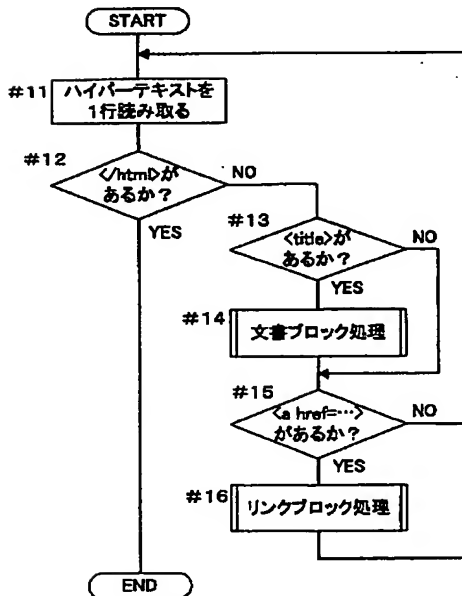 START
#11
ハイパーテキストを
1行読み取る
#12
</html>が
あるか？
NO
YES
#13
<title>が
あるか？
NO
YES
#14
文書ブロック処理
#15
<a href=…>
があるか？
NO
YES
#16
リンクブロック処理
END